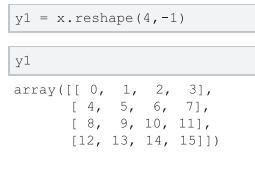 y1 = x.reshape(4,-1)
y1
array([[ 0,  1,  2,  3],
       [ 4,  5,  6,  7],
       [ 8,  9, 10, 11],
       [12, 13, 14, 15]])